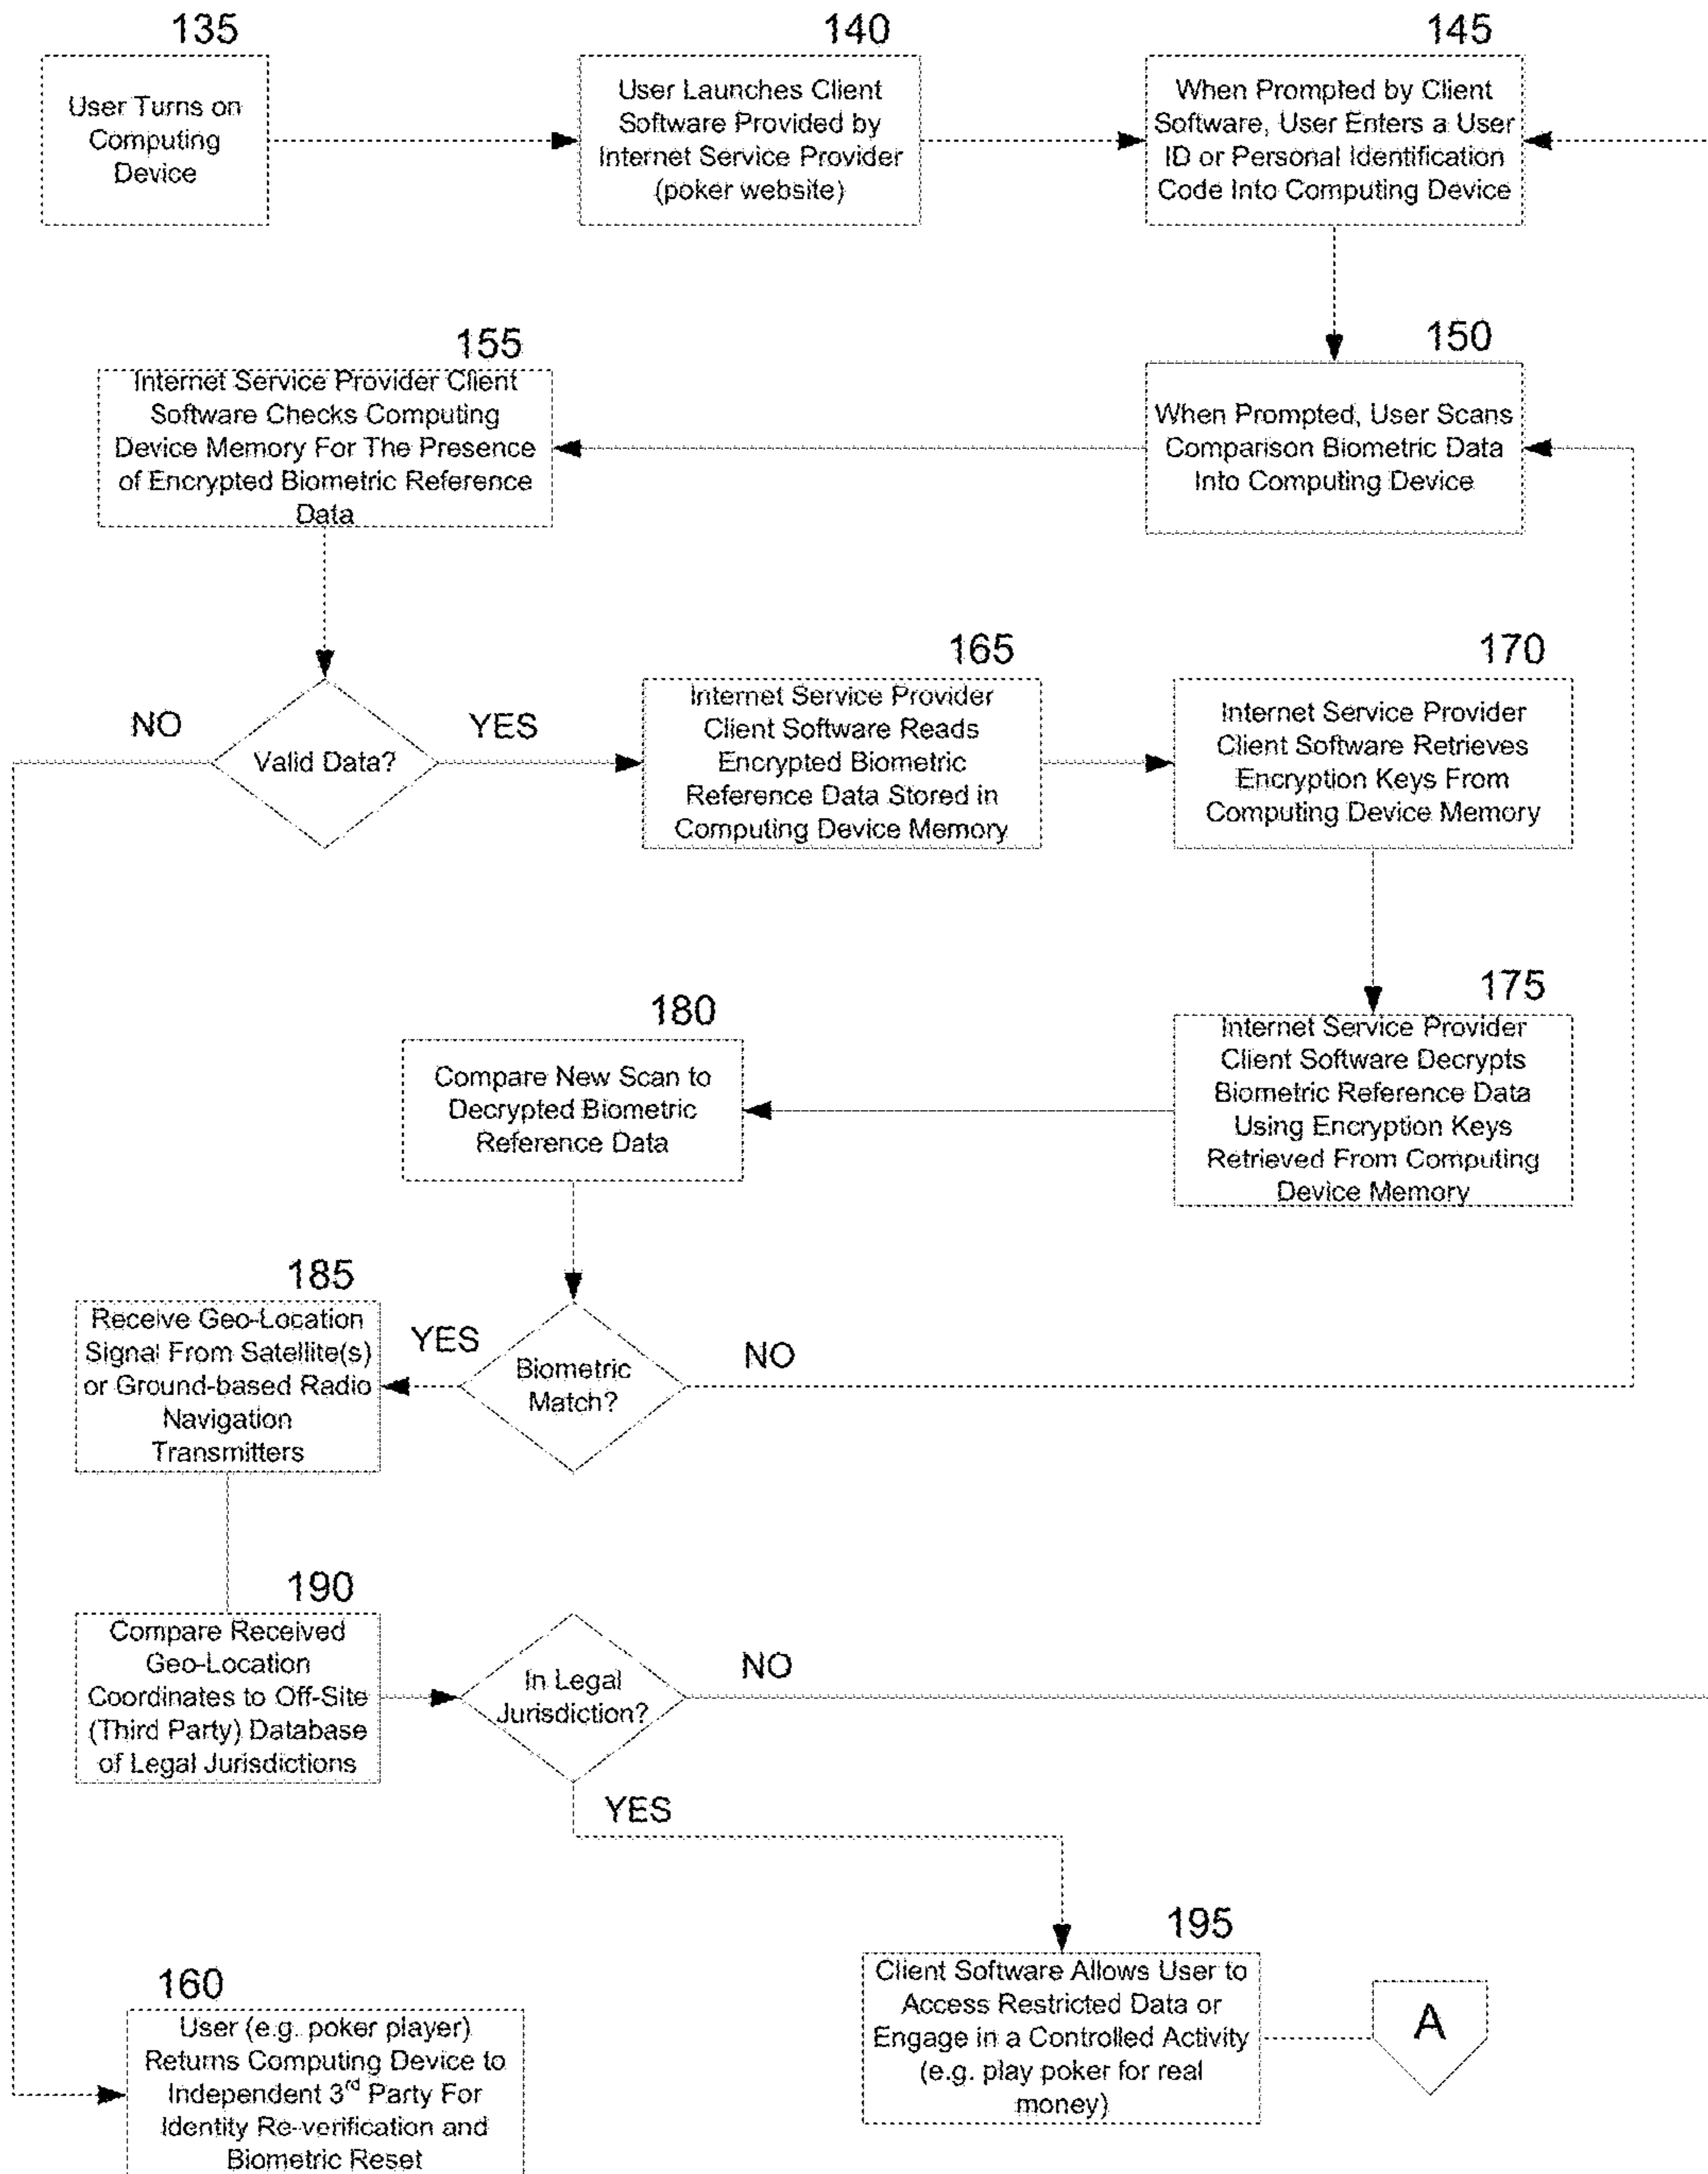 135
User Turns on
Computing
Device
140
User Launches Client
Software Provided by
Internet Service Provider
(poker website)
145
When Prompted by Client
Software, User Enters a User
ID or Personal Identification
Code Into Computing Device
150
When Prompted, User Scans
Comparison Biometric Data
Into Computing Device
155
Internet Service Provider Client
Software Checks Computing
Device Memory For The Presence
of Encrypted Biometric Reference
Data
NO
Valid Data?
YES
165
Internet Service Provider
Client Software Reads
Encrypted Biometric
Reference Data Stored in
Computing Device Memory
170
Internet Service Provider
Client Software Retrieves
Encryption Keys From
Computing Device Memory
175
Internet Service Provider
Client Software Decrypts
Biometric Reference Data
Using Encryption Keys
Retrieved From Computing
Device Memory
180
Compare New Scan to
Decrypted Biometric
Reference Data
185
Receive Geo-Location
Signal From Satellite(s)
or Ground-based Radio
Navigation
Transmitters
YES
Biometric
Match?
NO
190
Compare Received
Geo-Location
Coordinates to Off-Site
(Third Party) Database
of Legal Jurisdictions
In Legal
Jurisdiction?
NO
YES
195
Client Software Allows User to
Access Restricted Data or
Engage in a Controlled Activity
(e.g. play poker for real
money)
A
160
User (e.g. poker player)
Returns Computing Device to
Independent 3rd Party For
Identity Re-verification and
Biometric Reset